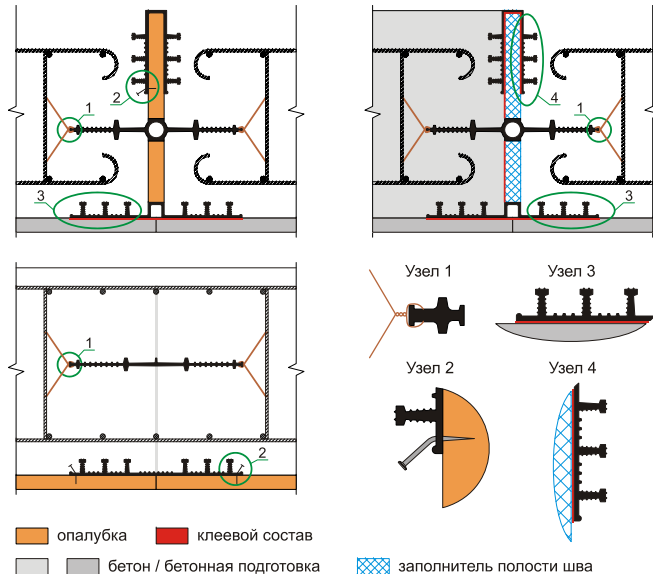 1
2
3
4
1
3
1
2
Узел 1
Узел 3
Узел 2
Узел 4
опалубка
клеевой состав
бетон / бетонная подготовка
заполнитель полости шва